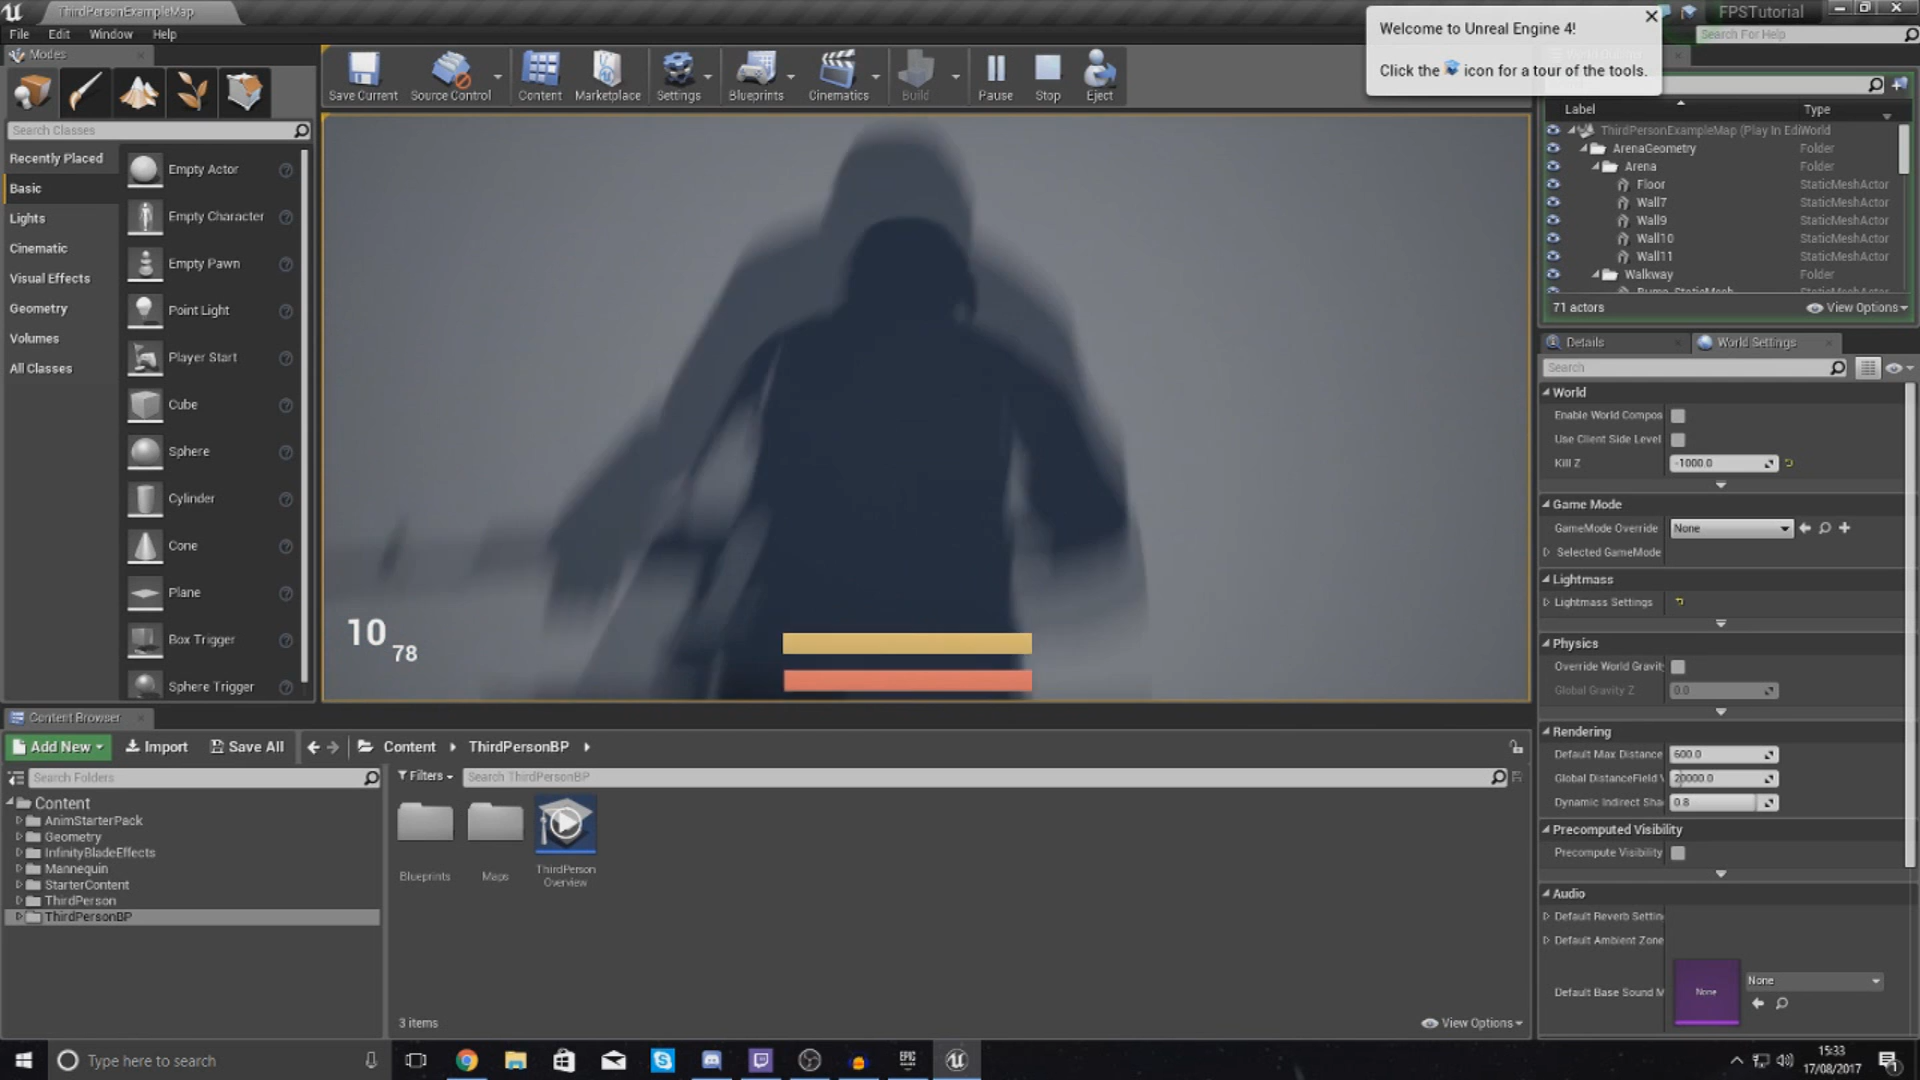 ThirdPersonExampleMap
FPSTutorial
File Edit Window Help
Search For Help
Welcome to Unreal Engine 4!
Click the icon for a tour of the tools.
Modes
Save Current
Source Control
Content
Marketplace
Settings
Blueprints
Cinematics
Build
Pause
Stop
Eject
Search Classes
Recently Placed
Basic
Lights
Cinematic
Visual Effects
Geometry
Volumes
All Classes
Empty Actor
Empty Character
Empty Pawn
Point Light
Player Start
Cube
Sphere
Cylinder
Cone
Plane
Box Trigger
Sphere Trigger
10
78
Label Type
ThirdPersonExampleMap (Play In Edi World
ArenaGeometry Folder
Arena Folder
Floor StaticMeshActor
Wall7 StaticMeshActor
Wall9 StaticMeshActor
Wall10 StaticMeshActor
Wall11 StaticMeshActor
Walkway Folder
71 actors
View Options
Details
World Settings
Search
World
Enable World Compos
Use Client Side Level
Kill Z -1000.0
Game Mode
GameMode Override None
Selected GameMode
Lightmass
Lightmass Settings
Physics
Override World Gravit
Global Gravity Z 0.0
Rendering
Default Max Distance 600.0
Global DistanceField V 20000.0
Dynamic Indirect Sha 0.8
Precomputed Visibility
Precompute Visibility
Audio
Default Reverb Settin
Default Ambient Zone
Default Base Sound M None None
Content Browser
Add New Import Save All Content ThirdPersonBP
Search Folders
Filters Search ThirdPersonBP
Content
AnimStarterPack
Geometry
InfinityBladeEffects
Mannequin
StarterContent
ThirdPerson
ThirdPersonBP
Blueprints
Maps
ThirdPerson
Overview
3 items
View Options
Type here to search
EPIC
15:33
17/08/2017
1